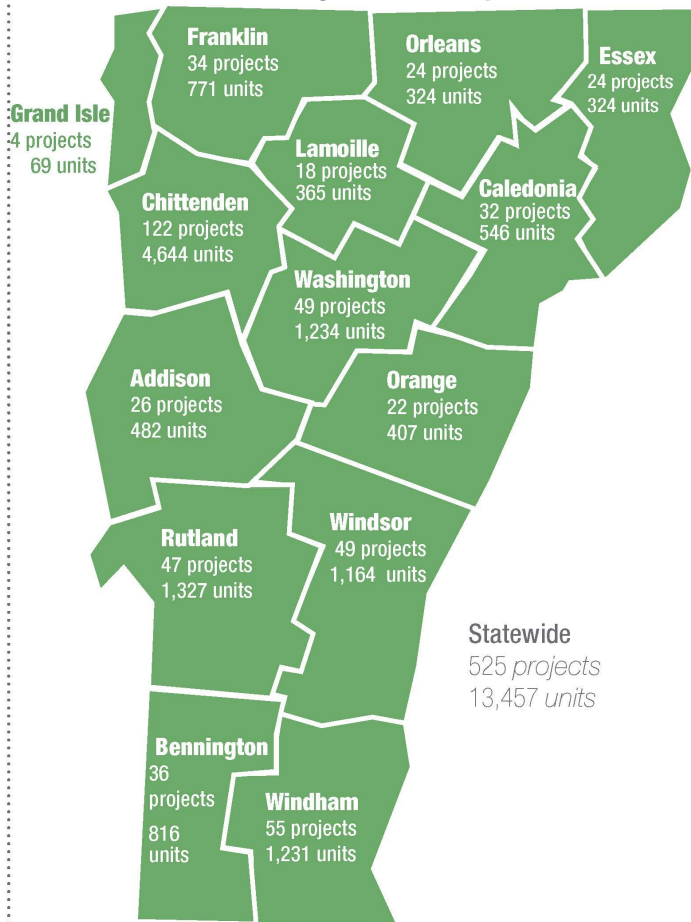 Franklin
34 projects
771 units
Orleans
24 projects
324 units
Essex
24 projects
324 units
Grand Isle
4 projects
69 units
Lamoille
18 projects
365 units
Chittenden
122 projects
4,644 units
Caledonia
32 projects
546 units
Washington
49 projects
1,234 units
Addison
26 projects
482 units
Orange
22 projects
407 units
Rutland
47 projects
1,327 units
Windsor
49 projects
1,164 units
Statewide
525 projects
13,457 units
Bennington
36
projects
816
units
Windham
55 projects
1,231 units